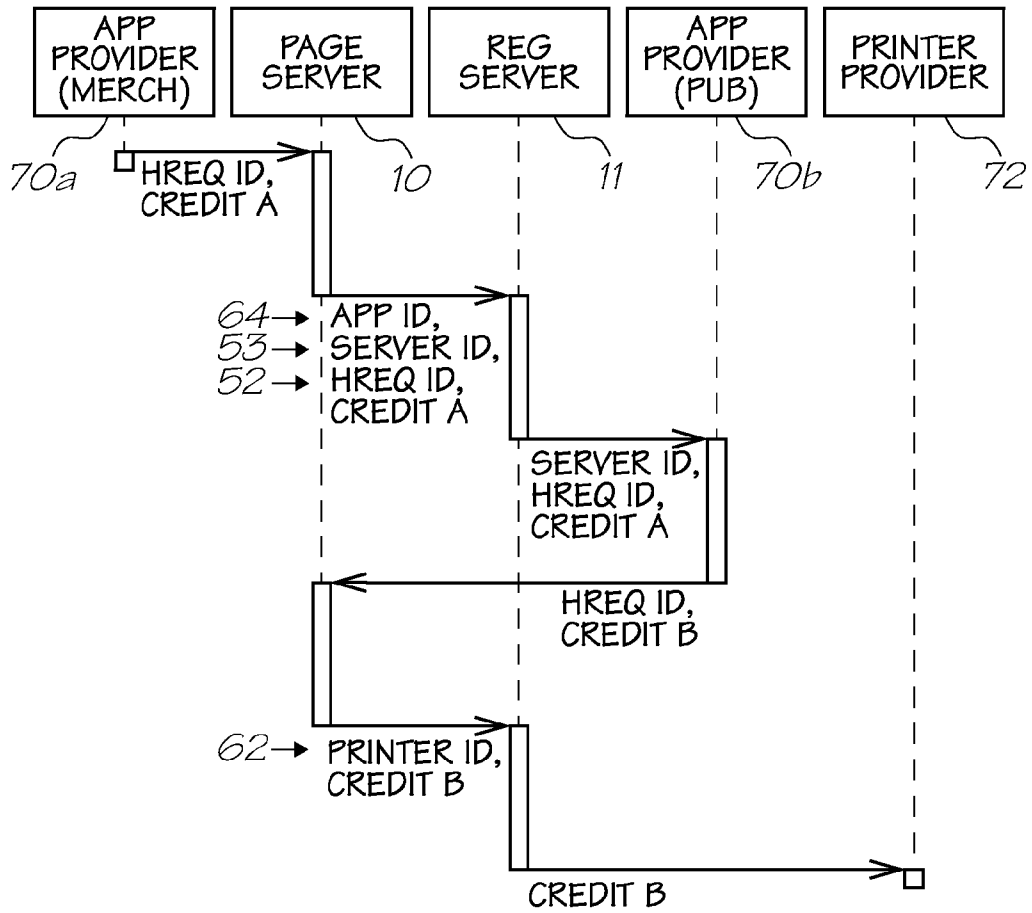 APP
PROVIDER
(MERCH)
PAGE
SERVER
REG
SERVER
APP
PROVIDER
(PUB)
PRINTER
PROVIDER
70a
10
11
70b
72
HREQ ID,
CREDIT A
64
APP ID,
53
SERVER ID,
52
HREQ ID,
CREDIT A
SERVER ID,
HREQ ID,
CREDIT A
HREQ ID,
CREDIT B
62
PRINTER ID,
CREDIT B
CREDIT B